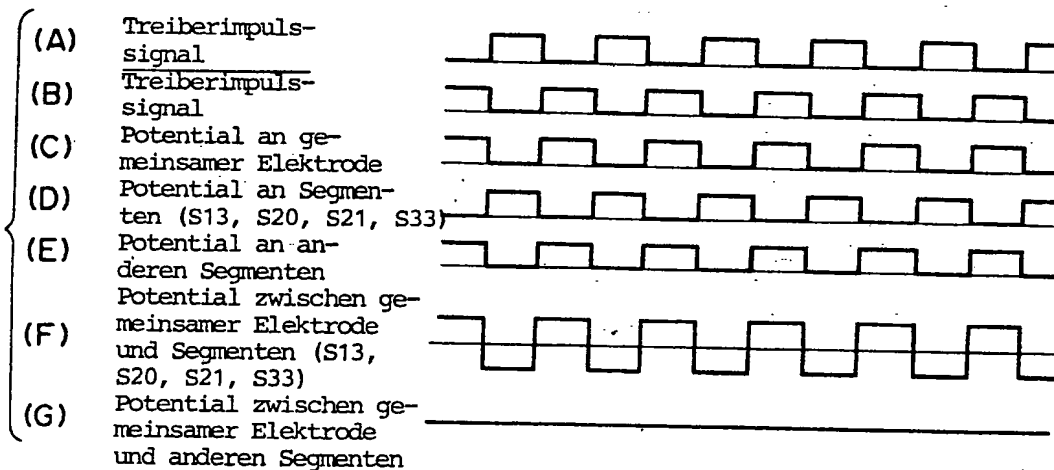 (A) Treiberimpuls-
signal
(B) Treiberimpuls-
signal
(C) Potential an ge-
meinsamer Elektrode
(D) Potential an Segmen-
ten (S13, S20, S21, S33)
(E) Potential an an-
deren Segmenten
(F) Potential zwischen ge-
meinsamer Elektrode
und Segmenten (S13,
S20, S21, S33)
(G) Potential zwischen ge-
meinsamer Elektrode
und anderen Segmenten